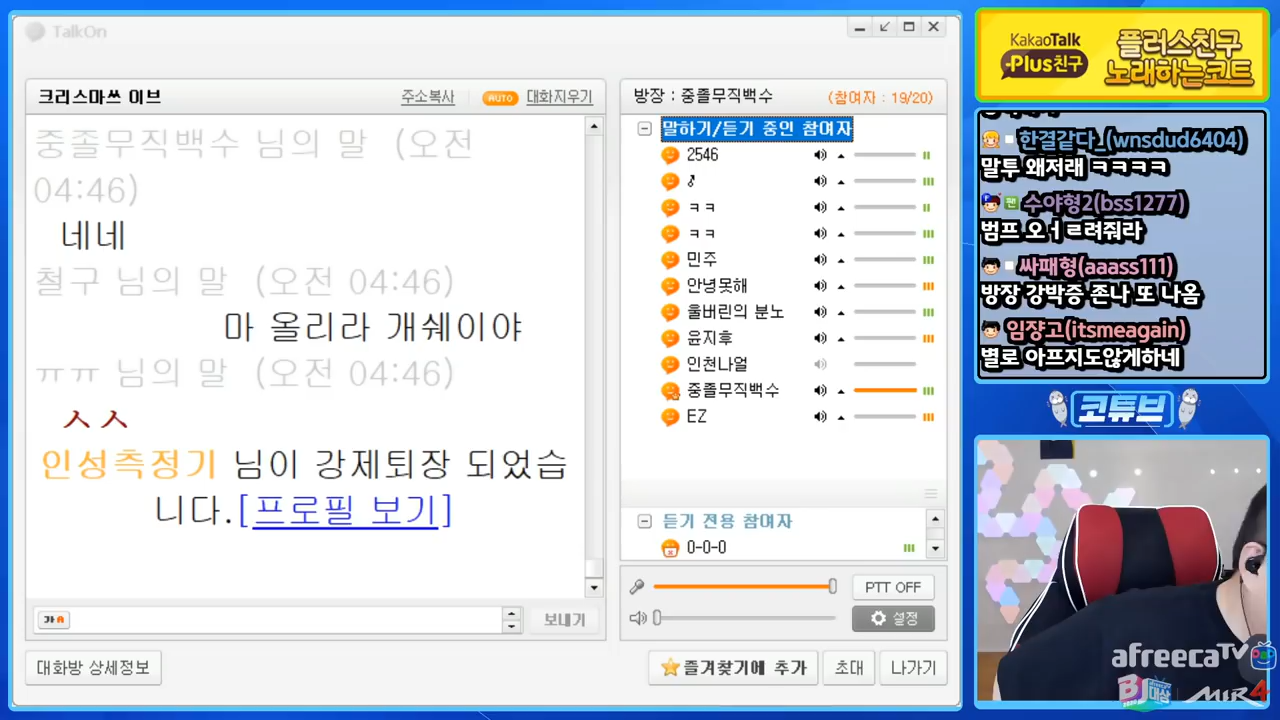 TalkOn
크리스마쓰 이브
주소복사
AUTO 대화지우기
중졸무직백수 님의 말 (오전
04:46)
네네
철구 님의 말 (오전 04:46)
마 올리라 개쉐이야
ㅠㅠ 님의 말 (오전 04:46)
ㅅㅅ
인성측정기 님이 강제퇴장 되었습
니다.[프로필 보기]
가A
보내기
대화방 상세정보
방장 : 중졸무직백수
(참여자 : 19/20)
말하기/듣기 중인 참여자
2546
ㅋㅋ
ㅋㅋ
민주
안녕못해
울버린의 분노
윤지후
인천나얼
중졸무직백수
EZ
듣기 전용 참여자
0-0-0
PTT OFF
설정
즐겨찾기에 추가
초대
나가기
KakaoTalk
Plus친구
플러스친구
노래하는코트
한결같다_(wnsdud6404)
말투 왜저래 ㅋㅋㅋㅋ
팬 수야형2(bss1277)
범프 오ㅓㄹ려줘라
싸패형(aaass111)
방장 강박증 존나 또 나옴
임쟝고(itsmeagain)
별로 아프지도않게하네
코튜브
afreecaTV
BJ대상
MIR4